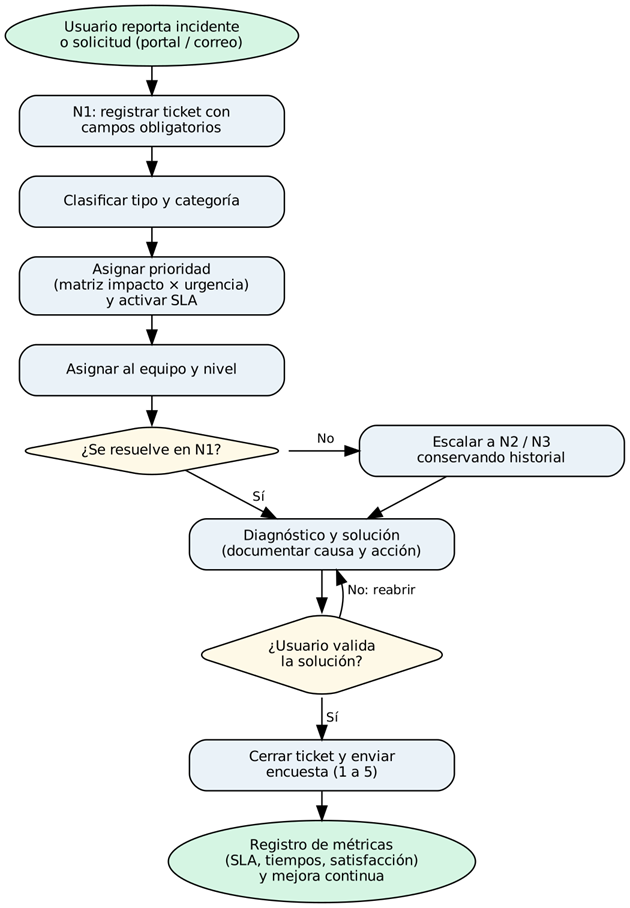 Usuario reporta incidente
o solicitud (portal / correo)
N1: registrar ticket con
campos obligatorios
Clasificar tipo y categoría
Asignar prioridad
(matriz impacto × urgencia)
y activar SLA
Asignar al equipo y nivel
¿Se resuelve en N1?
No
Escalar a N2 / N3
conservando historial
Sí
Diagnóstico y solución
(documentar causa y acción)
No: reabrir
¿Usuario valida
la solución?
Sí
Cerrar ticket y enviar
encuesta (1 a 5)
Registro de métricas
(SLA, tiempos, satisfacción)
y mejora continua